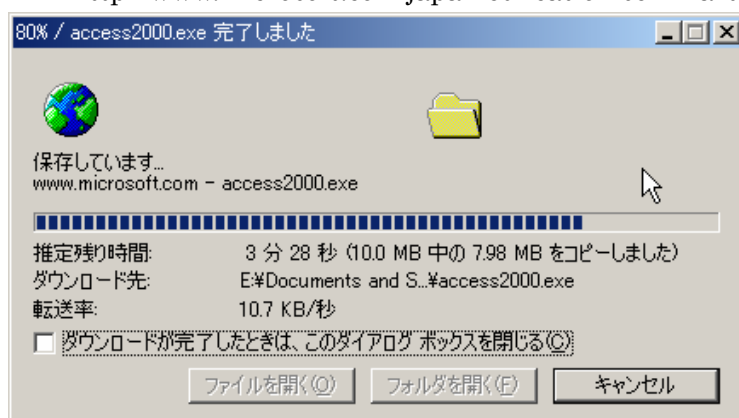 80% / access2000.exe 完了しました
保存しています...
www.microsoft.com - access2000.exe
推定残り時間: 3 分 28 秒 (10.0 MB 中の 7.98 MB をコピーしました)
ダウンロード先: E:¥Documents and S...¥access2000.exe
転送率: 10.7 KB/秒
ダウンロードが完了したときは、このダイアログ ボックスを閉じる(C)
ファイルを開く(O) フォルダを開く(F) キャンセル